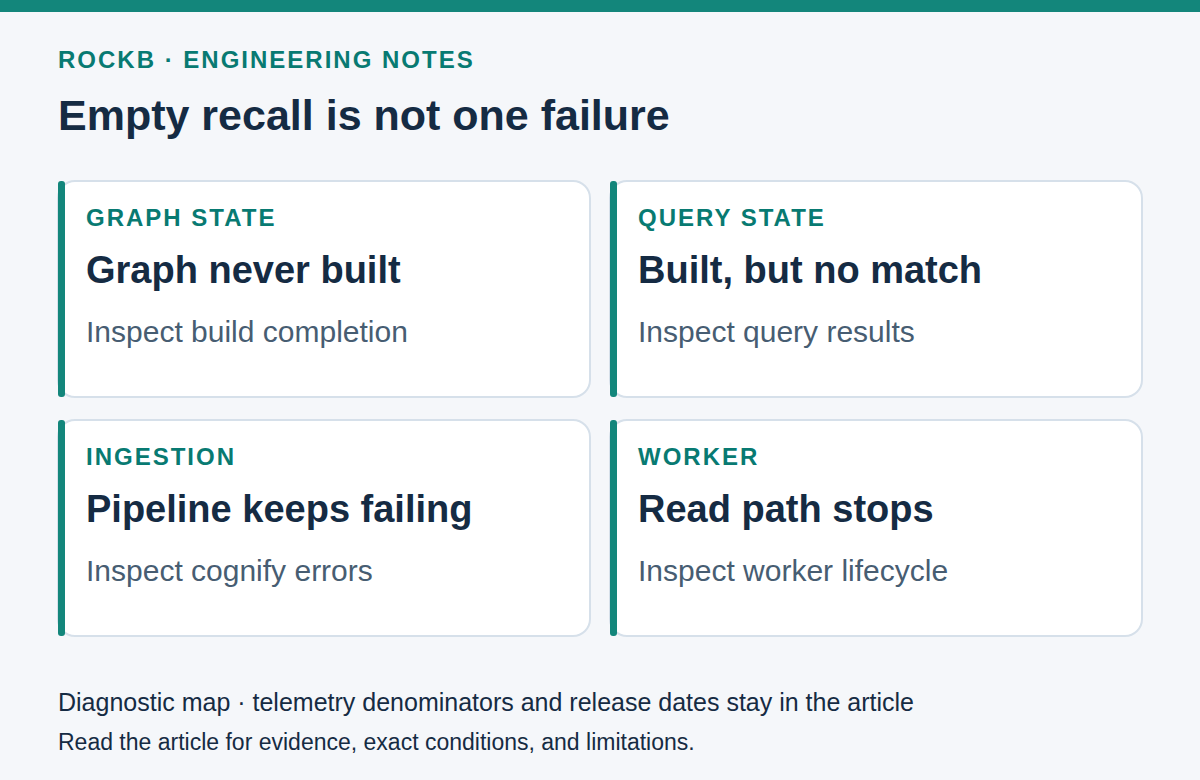 ROCKB · ENGINEERING NOTES
Empty recall is not one failure
GRAPH STATE
Graph never built
Inspect build completion
QUERY STATE
Built, but no match
Inspect query results
INGESTION
Pipeline keeps failing
Inspect cognify errors
WORKER
Read path stops
Inspect worker lifecycle
Diagnostic map · telemetry denominators and release dates stay in the article
Read the article for evidence, exact conditions, and limitations.